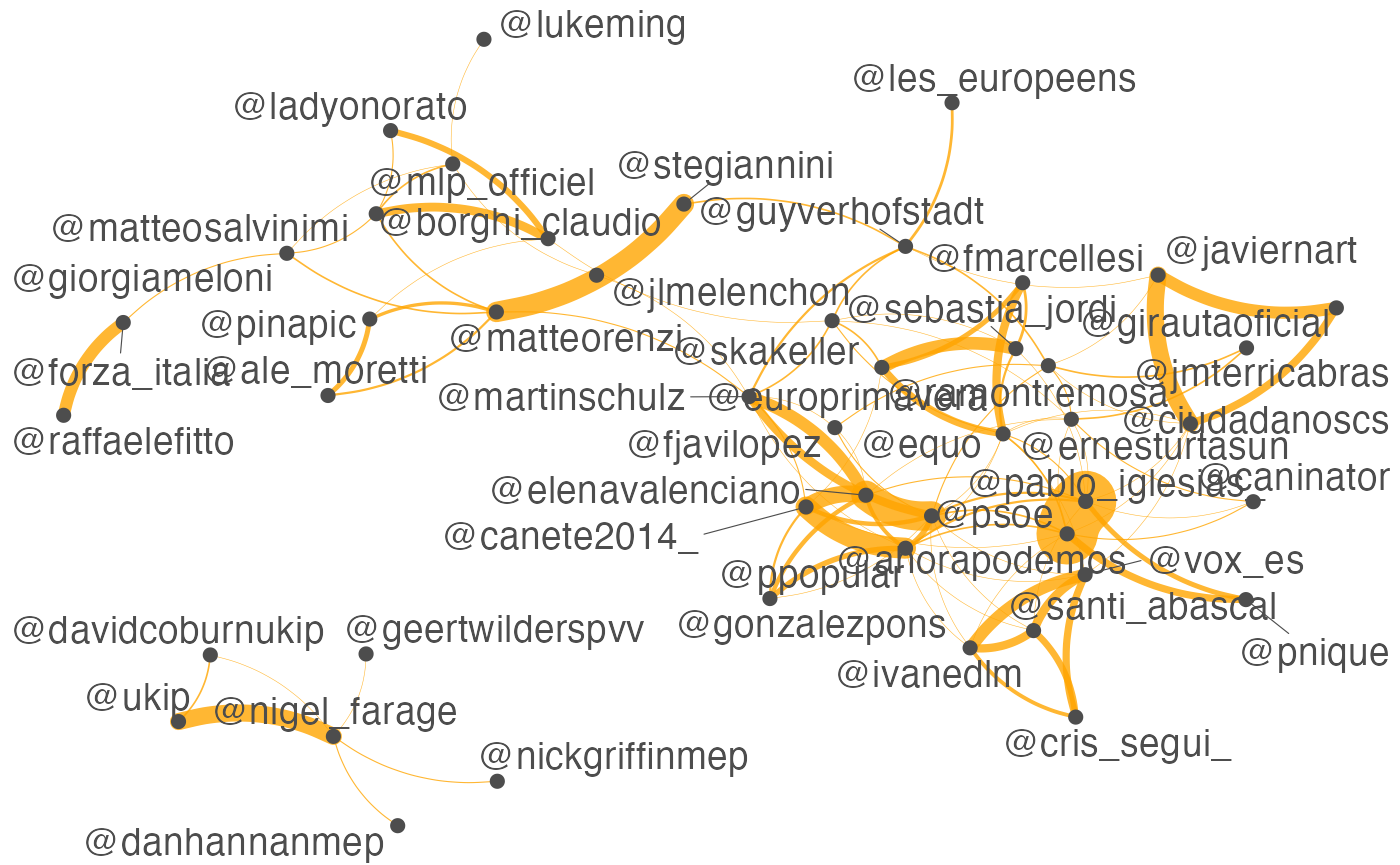 @lukeming
@les_europeens
@ladyonorato
@stegiannini
@mlp_officiel
@guyverhofstadt
@matteosalvinimi
@borghi_claudio
@fmarcellesi
@javiernart
@giorgiameloni
@jlmelenchon
@sebastia_jordi
@pinapic
@girautaoficial
@matteorenzi
@skakeller
@forza_italia
@ale_moretti
@jmterricabras
@martinschulz
@europrimavera
@ramontremosa
@ciudadanoscs
@raffaelefitto
@fjavilopez
@equo
@ernesturtasun
@caninator
@elenavalenciano
@pablo_iglesias_
@psoe
@canete2014_
@ahorapodemos
@vox_es
@ppopular
@santi_abascal
@gonzalezpons
@davidcoburnukip
@geertwilderspvv
@pnique
@ivanedlm
@ukip
@nigel_farage
@cris_segui_
@nickgriffinmep
@danhannanmep